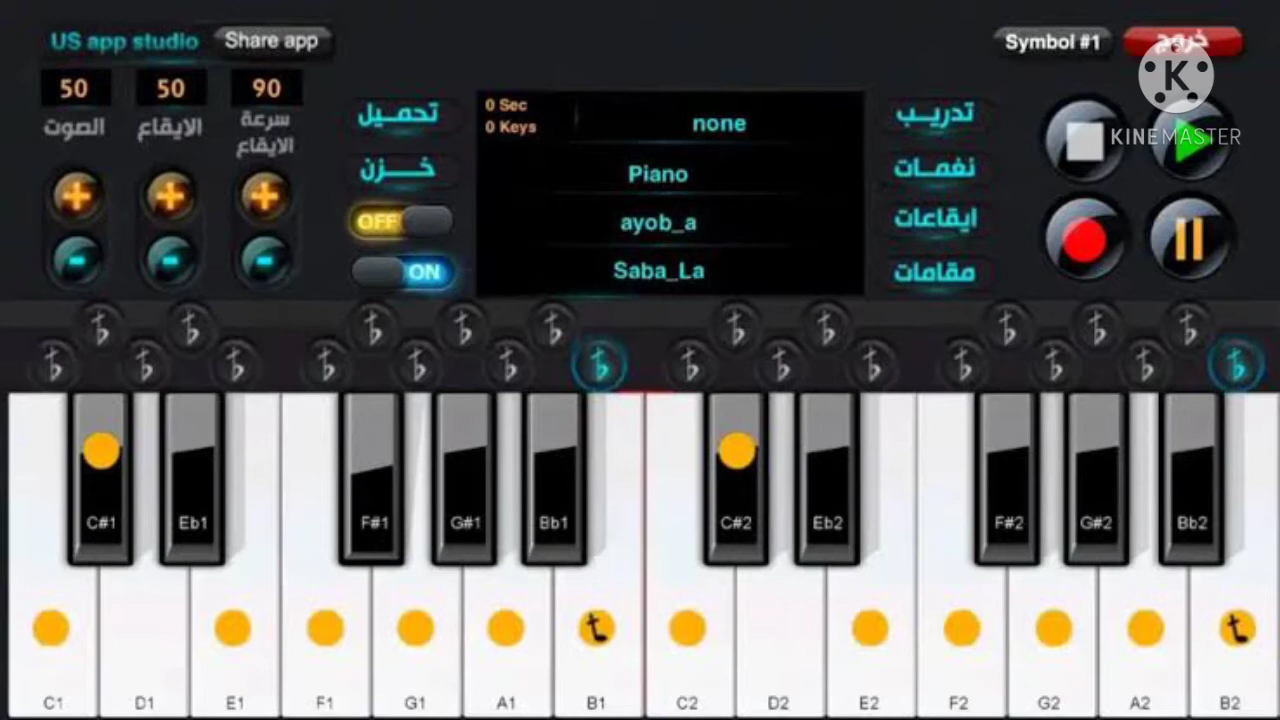 US app studio
Share app
Symbol #1
خروج
50
50
90
الصوت
الايقاع
سرعة
الايقاع
تحميل
خزن
OFF
ON
0 Sec
0 Keys
none
Piano
ayob_a
Saba_La
تدريب
نغمات
ايقاعات
مقامات
K
KINEMASTER
C#1
Eb1
F#1
G#1
Bb1
C#2
Eb2
F#2
G#2
Bb2
C1
D1
E1
F1
G1
A1
B1
C2
D2
E2
F2
G2
A2
B2